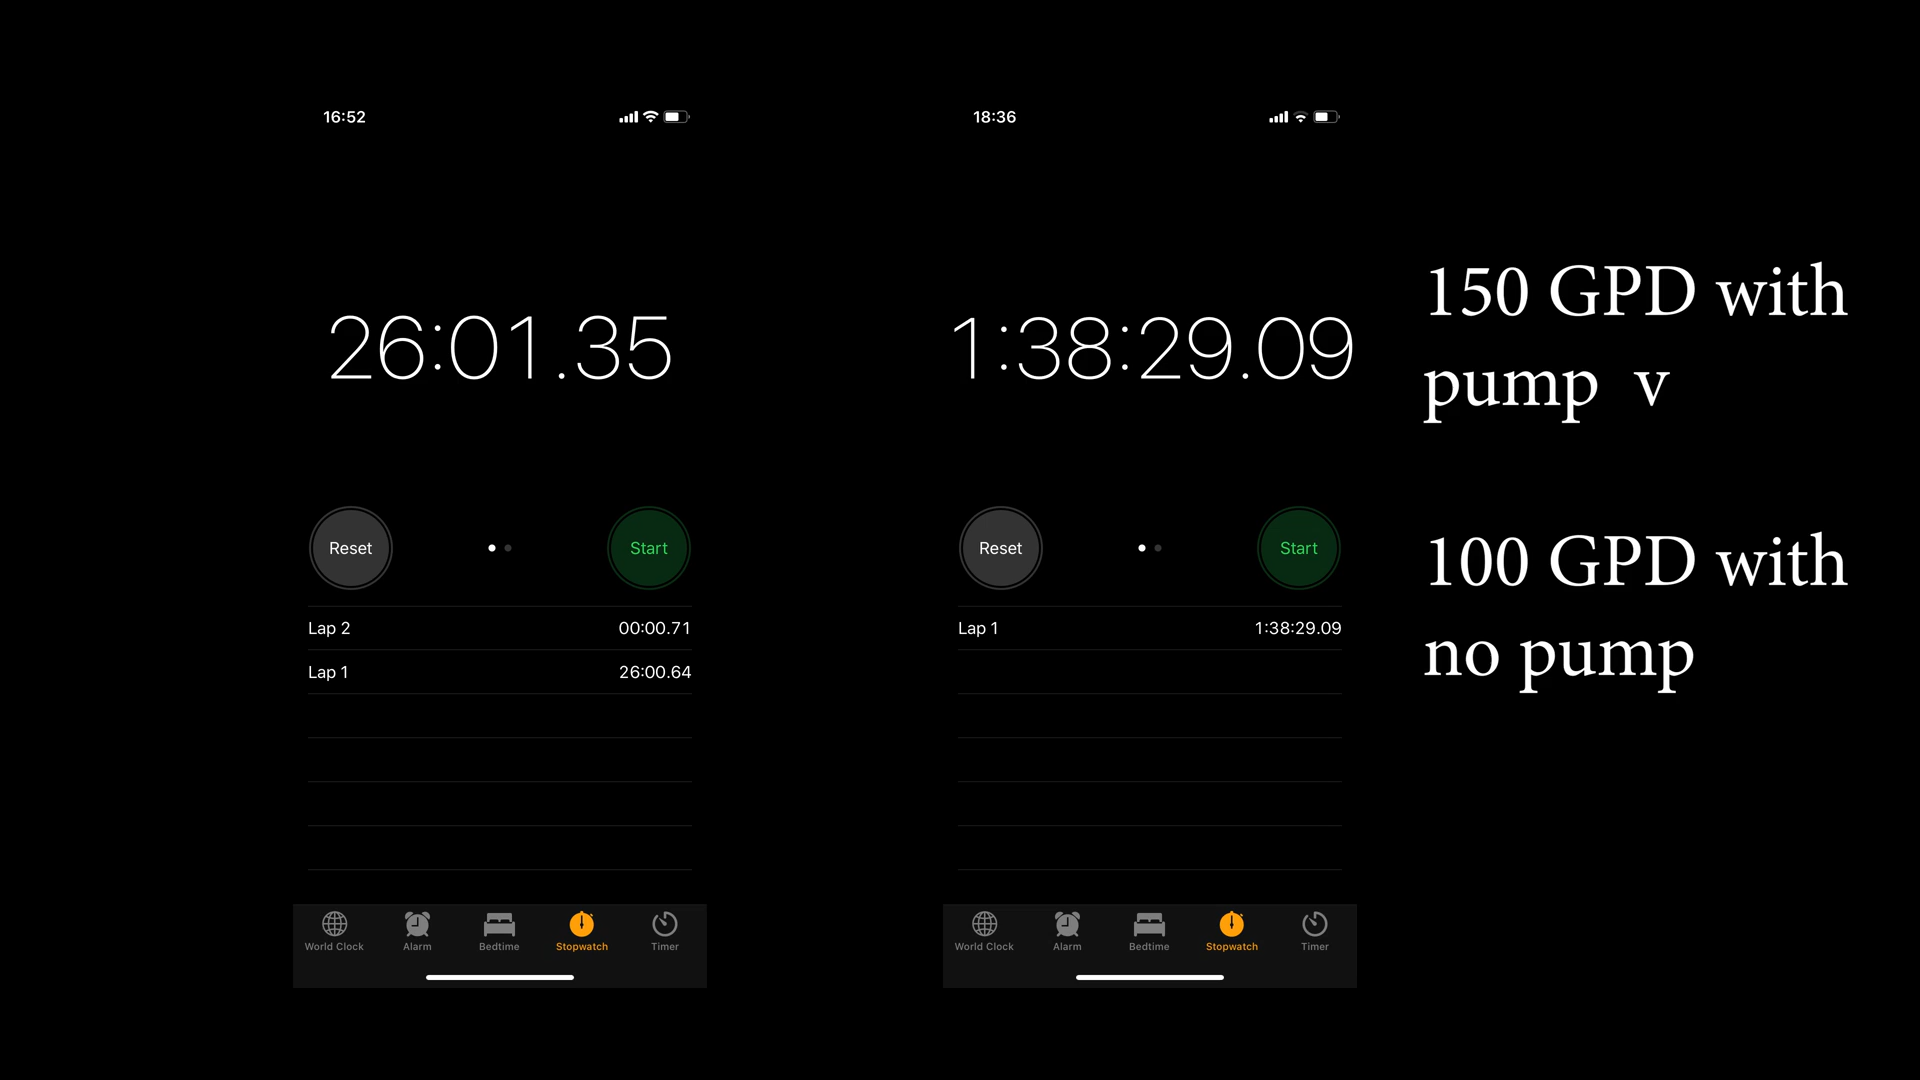 16:52
26:01.35
Reset
Start
Lap 2 00:00.71
Lap 1 26:00.64
World Clock Alarm Bedtime Stopwatch Timer
18:36
1:38:29.09
Reset
Start
Lap 1 1:38:29.09
World Clock Alarm Bedtime Stopwatch Timer
150 GPD with
pump v
100 GPD with
no pump